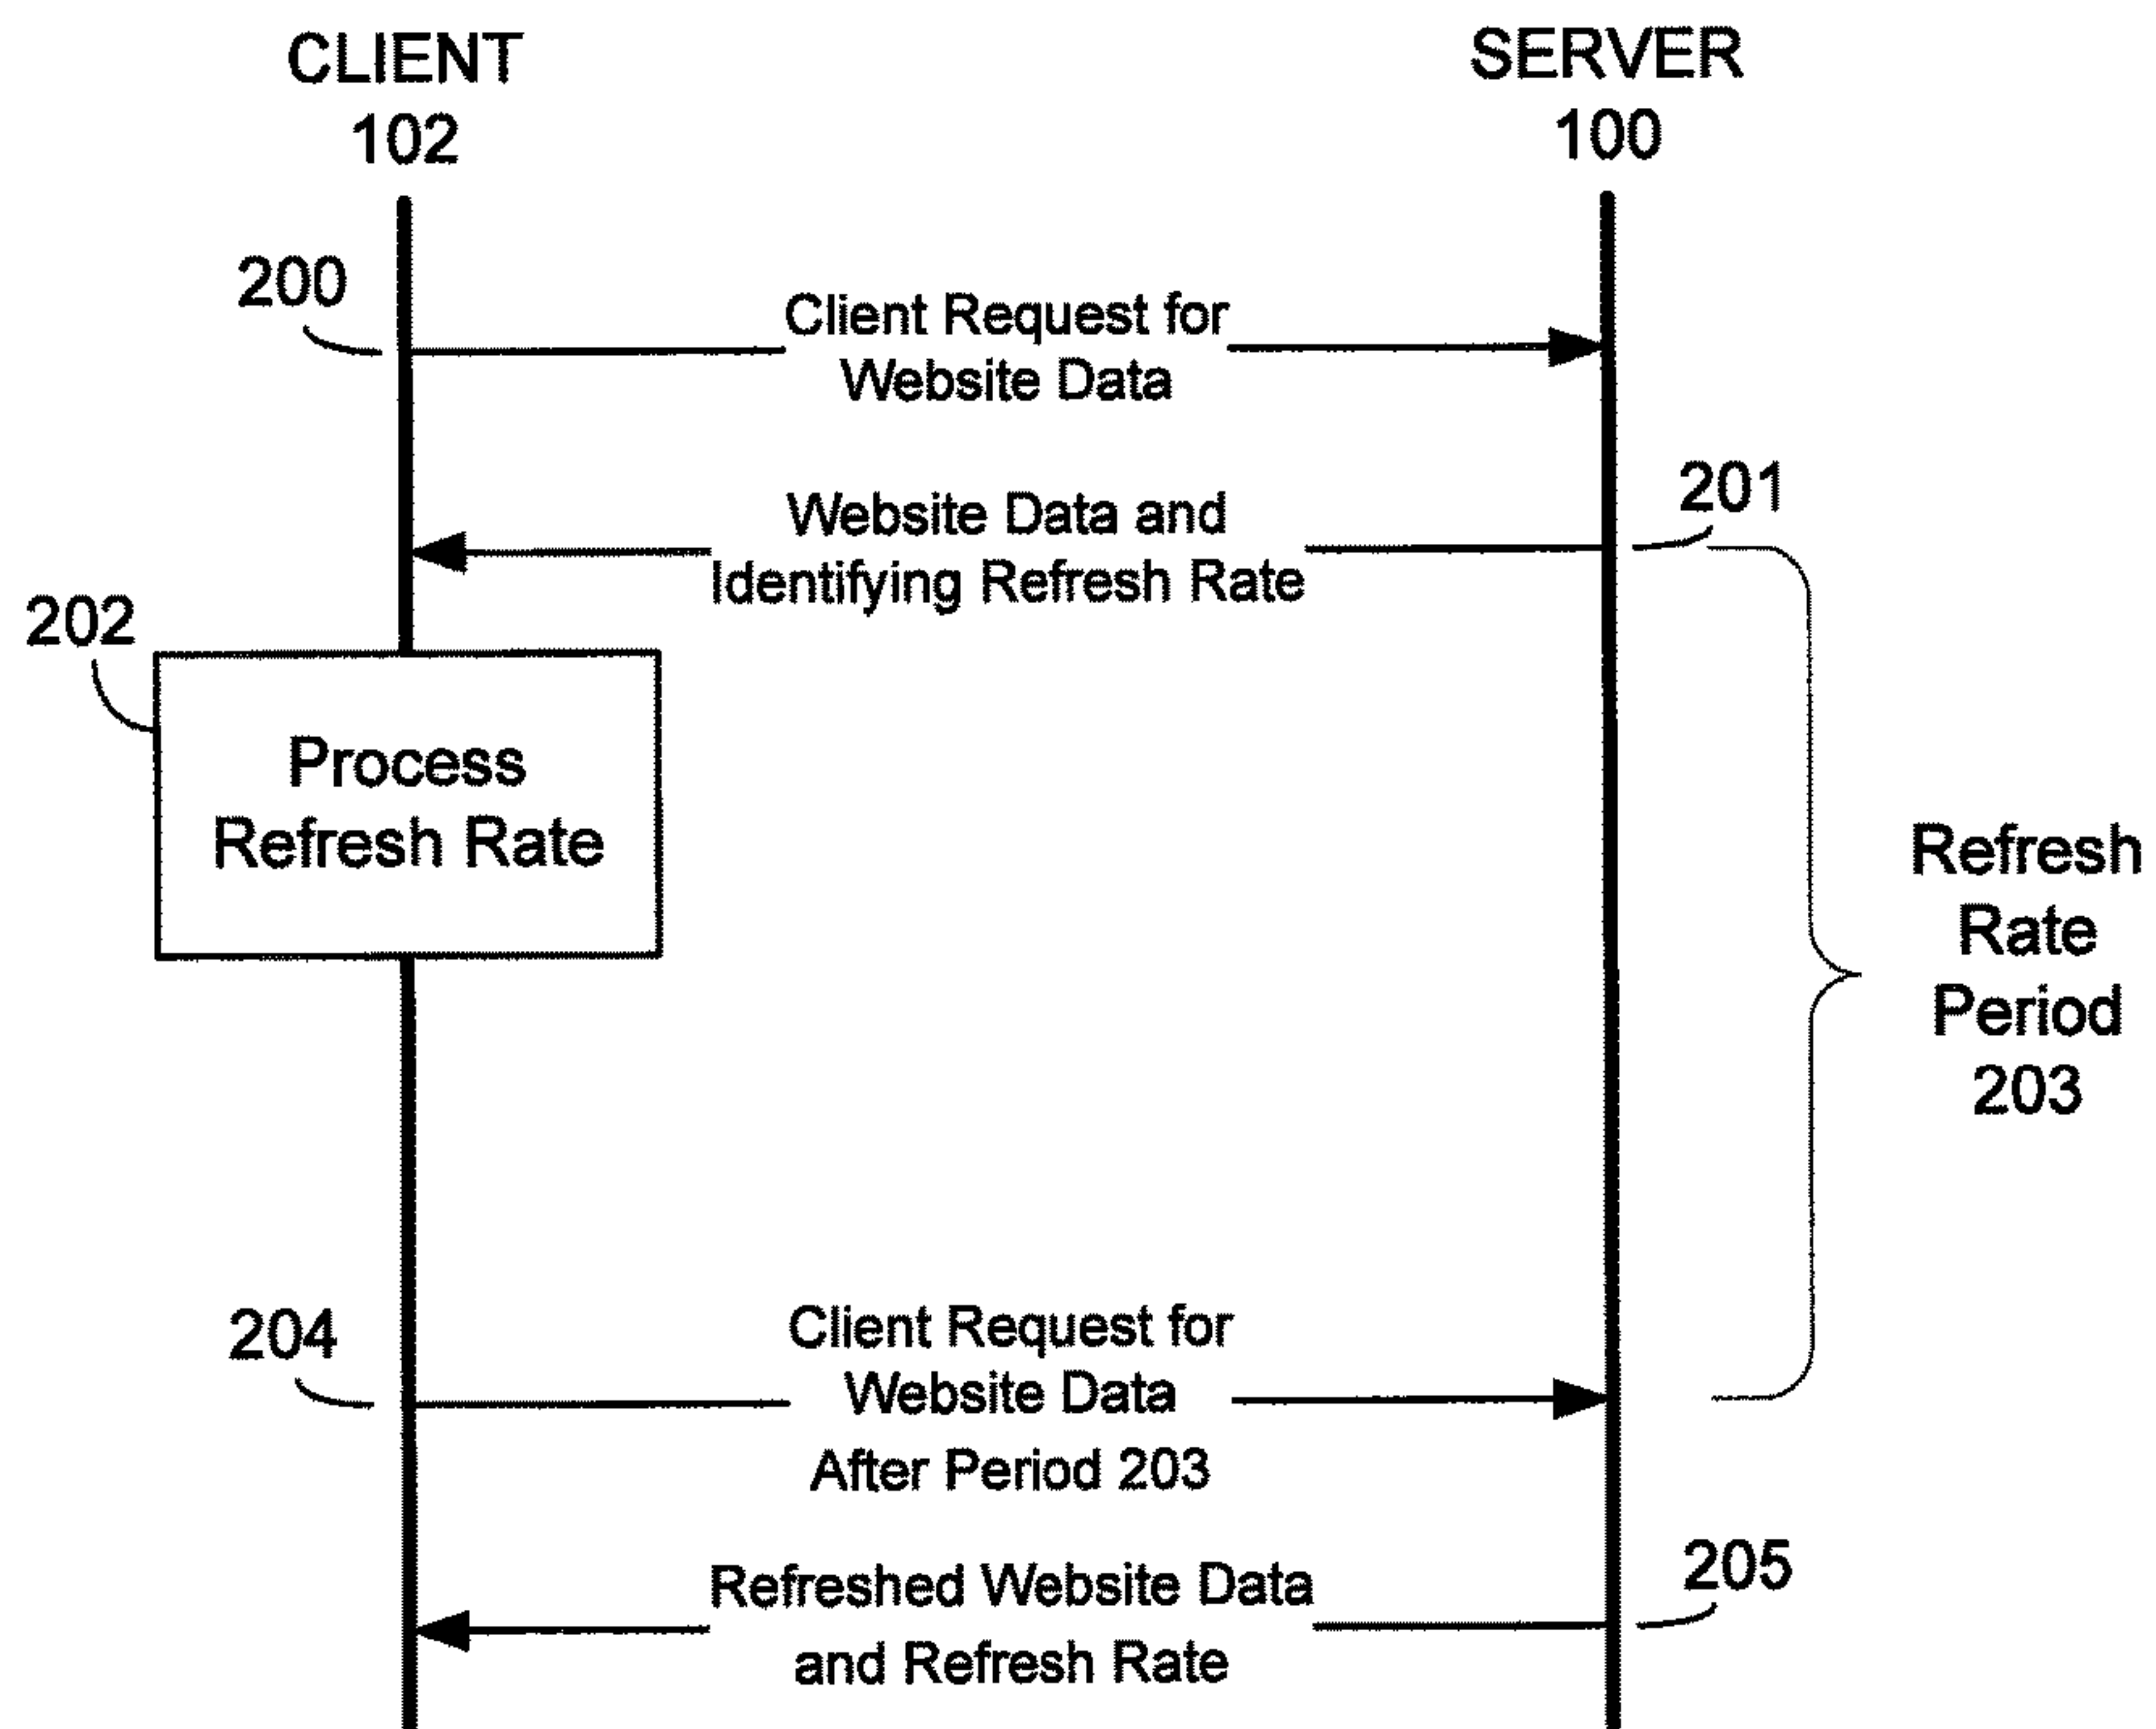 CLIENT
102
SERVER
100
200
Client Request for
Website Data
201
Website Data and
Identifying Refresh Rate
202
Process
Refresh Rate
Refresh
Rate
Period
203
204
Client Request for
Website Data
After Period 203
205
Refreshed Website Data
and Refresh Rate